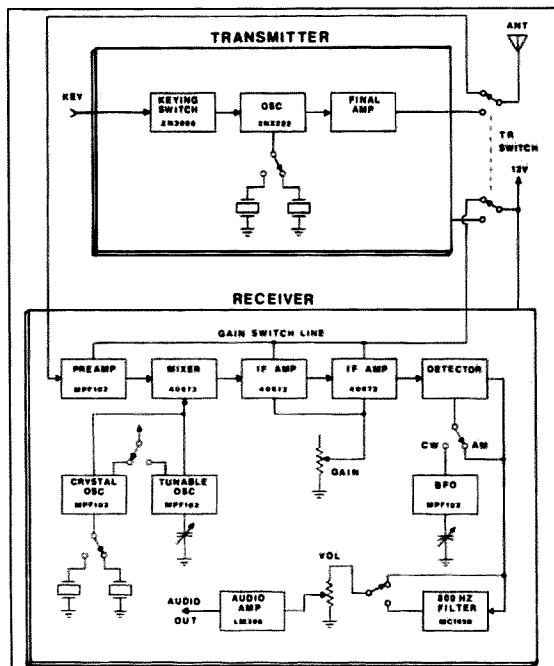 ANT
TRANSMITTER
KEY
KEYING
SWITCH
OSC
2NX222
FINAL
AMP
TR
SWITCH
12V
RECEIVER
GAIN SWITCH LINE
PREAMP
MPF102
MIXER
40673
IF AMP
40673
IF AMP
40673
DETECTOR
CW
AM
GAIN
CRYSTAL
OSC
MPF102
TUNABLE
OSC
MPF102
BFO
MPF102
VOL
AUDIO
OUT
AUDIO
AMP
LM386
800 HZ
FILTER